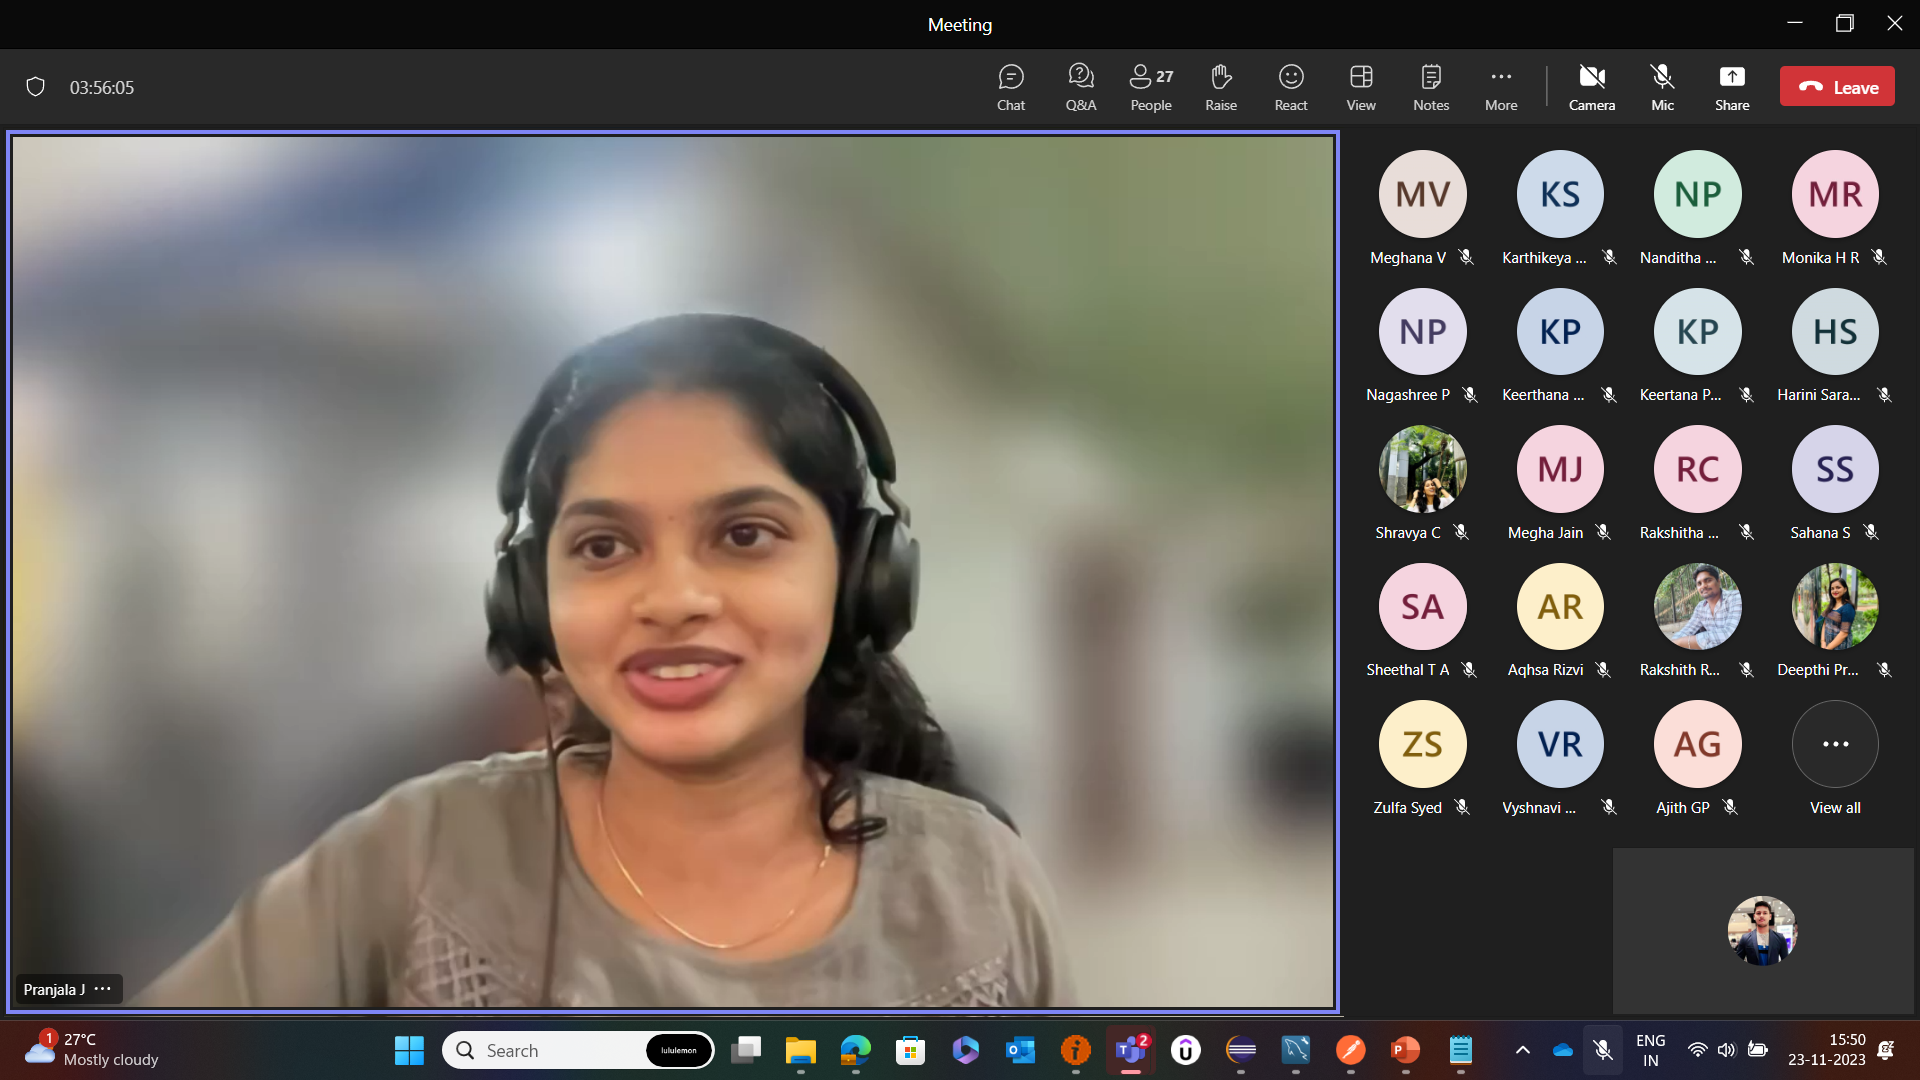 Meeting
03:56:05
Chat
Q&A
People
27
Raise
React
View
Notes
More
Camera
Mic
Share
Leave
MV
KS
NP
MR
Meghana V
Karthikeya ...
Nanditha ...
Monika H R
NP
KP
KP
HS
Nagashree P
Keerthana ...
Keertana P...
Harini Sara...
MJ
RC
SS
Shravya C
Megha Jain
Rakshitha ...
Sahana S
SA
AR
Sheethal T A
Aqhsa Rizvi
Rakshith R...
Deepthi Pr...
ZS
VR
AG
Zulfa Syed
Vyshnavi ...
Ajith GP
View all
Pranjala J
1
27°C
Mostly cloudy
Search
lululemon
2
ENG
IN
15:50
23-11-2023